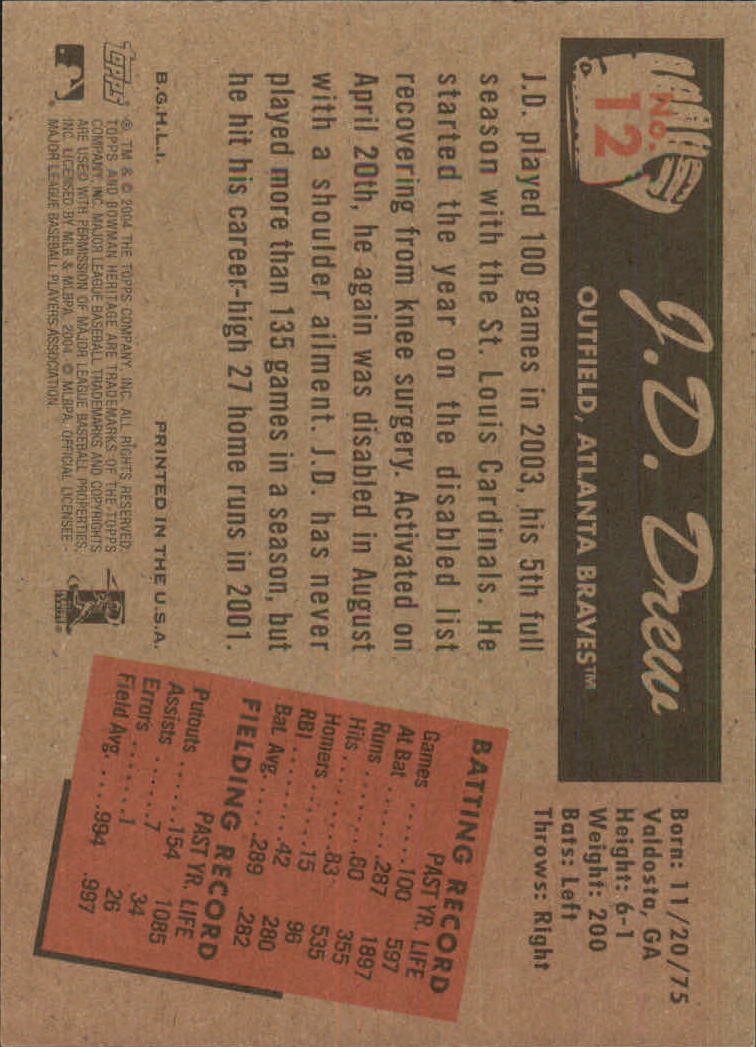 No.
12
J.D. Drew
OUTFIELD, ATLANTA BRAVES™
Born: 11/20/75
Valdosta, GA
Height: 6-1
Weight: 200
Bats: Left
Throws: Right
J.D. played 100 games in 2003, his 5th full
season with the St. Louis Cardinals. He
started the year on the disabled list
recovering from knee surgery. Activated on
April 20th, he again was disabled in August
with a shoulder ailment. J.D. has never
played more than 135 games in a season, but
he hit his career-high 27 home runs in 2001.
BATTING RECORD
PAST YR. LIFE
Games ......100 597
At Bat ......287 1897
Runs ......60 355
Hits ......83 535
Homers ......15 96
RBI ......42 280
Bat. Avg. ....289 .282
FIELDING RECORD
PAST YR. LIFE
Putouts ......154 1085
Assists ......7 34
Errors ......1 26
Field Avg. ....994 .997
B.G.H.L.I.
PRINTED IN THE U.S.A.
Topps
® TM & © 2004 THE TOPPS COMPANY, INC. ALL RIGHTS RESERVED.
TOPPS AND BOWMAN HERITAGE ARE TRADEMARKS OF THE TOPPS
COMPANY, INC. MAJOR LEAGUE BASEBALL TRADEMARKS AND COPYRIGHTS
ARE USED WITH PERMISSION OF MAJOR LEAGUE BASEBALL PROPERTIES,
INC. LICENSED BY MLB & MLBPA, 2004. © MLBPA. OFFICIAL LICENSEE -
MAJOR LEAGUE BASEBALL PLAYERS ASSOCIATION